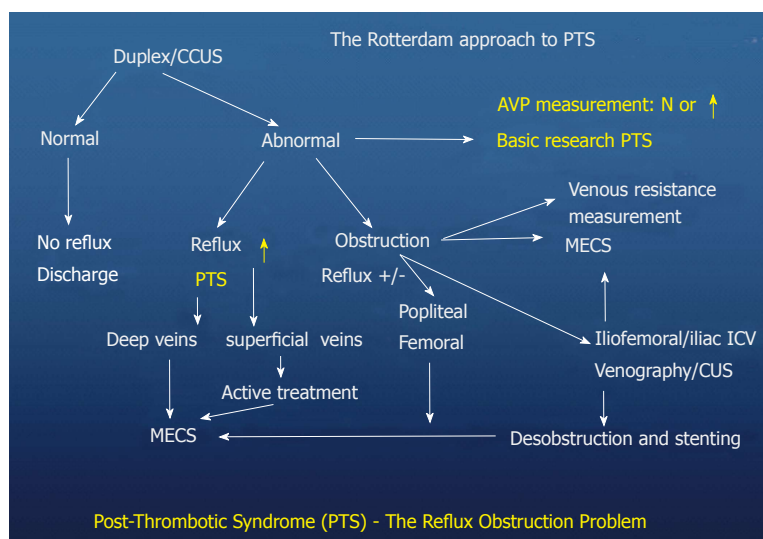 The Rotterdam approach to PTS
Duplex/CCUS
AVP measurement: N or ↑
Normal
Abnormal
Basic research PTS
Venous resistance
measurement
MECS
No reflux
Discharge
Reflux ↑
PTS
Obstruction
Reflux +/-
Popliteal
Femoral
Deep veins
superficial veins
Iliofemoral/iliac ICV
Venography/CUS
Active treatment
MECS
Desobstruction and stenting
Post-Thrombotic Syndrome (PTS) - The Reflux Obstruction Problem